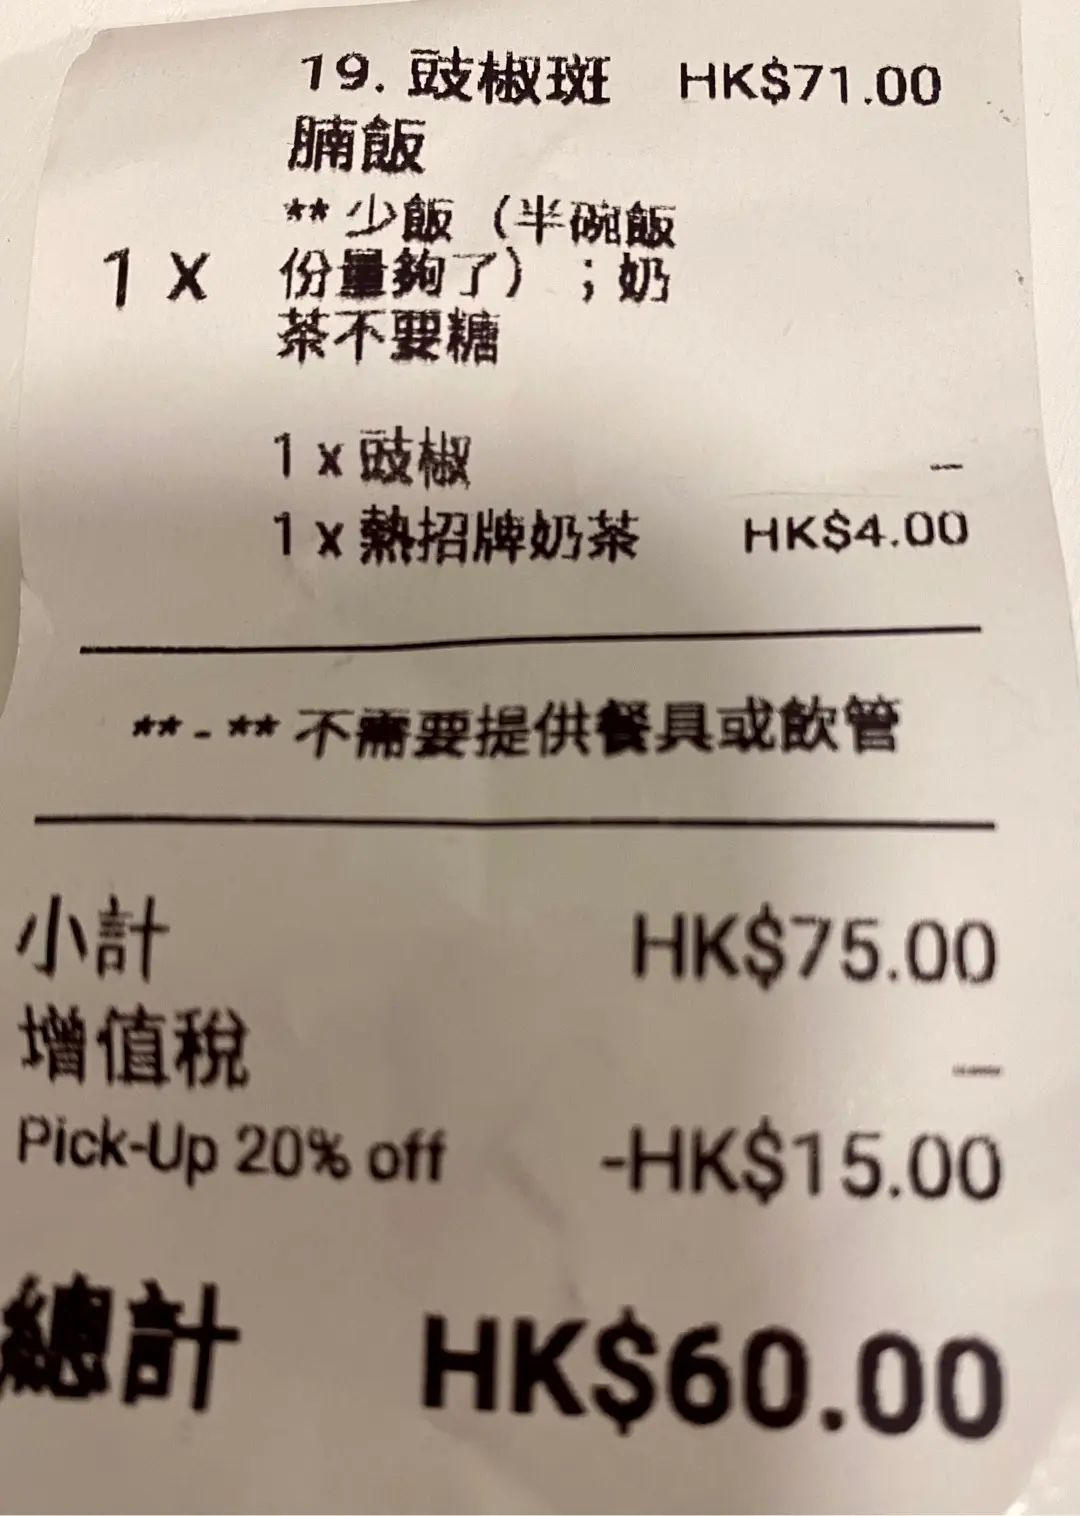 19. 豉椒斑 HK$71.00
腩飯
** 少飯（半碗飯
1 X 份量夠了）；奶
茶不要糖
1 x 豉椒 —
1 x 熱招牌奶茶 HK$4.00
** - ** 不需要提供餐具或飲管
小計 HK$75.00
增值稅 —
Pick-Up 20% off -HK$15.00
總計 HK$60.00